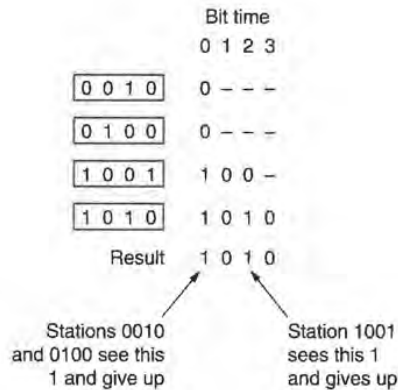 Bit time
0 1 2 3
0 0 1 0 0 – – –
0 1 0 0 0 – – –
1 0 0 1 1 0 0 –
1 0 1 0 1 0 1 0
Result 1 0 1 0
Stations 0010
and 0100 see this
1 and give up
Station 1001
sees this 1
and gives up